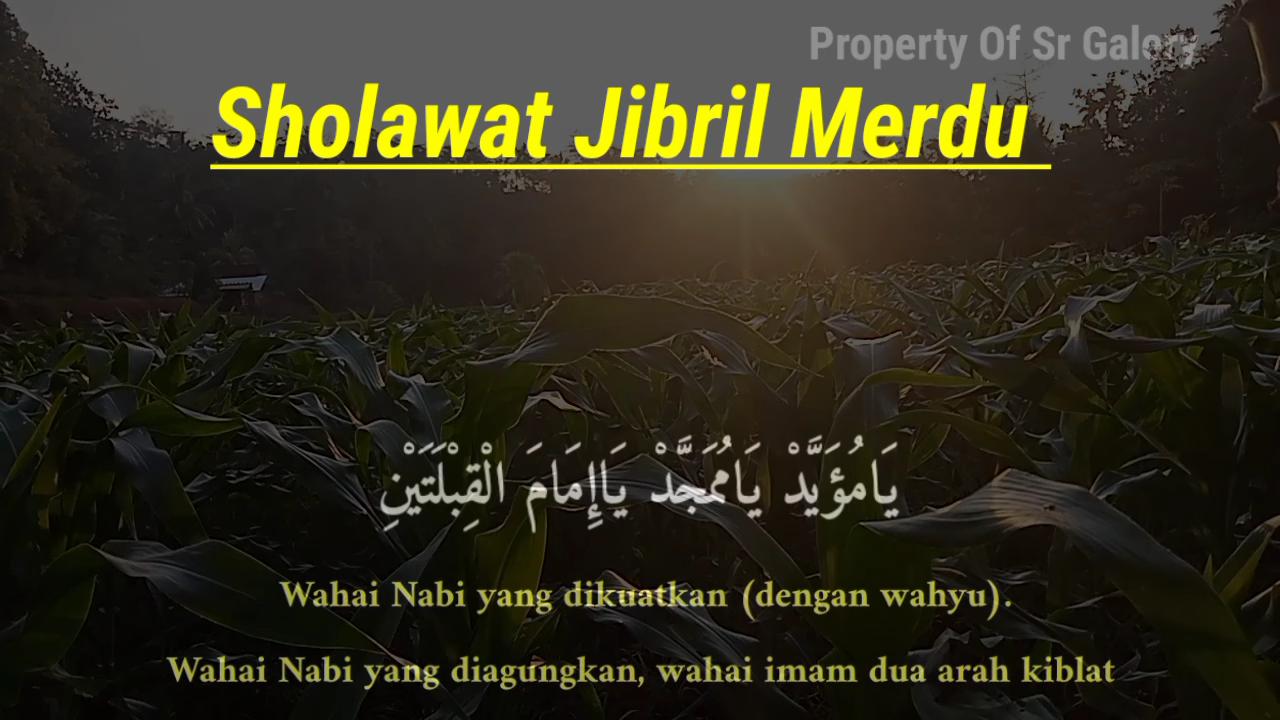 Property Of Sr Galery
Sholawat Jibril Merdu
يَامُؤَيَّدْ يَامُمَجَّدْ يَاإِمَامَ الْقِبْلَتَيْنِ
Wahai Nabi yang dikuatkan (dengan wahyu).
Wahai Nabi yang diagungkan, wahai imam dua arah kiblat